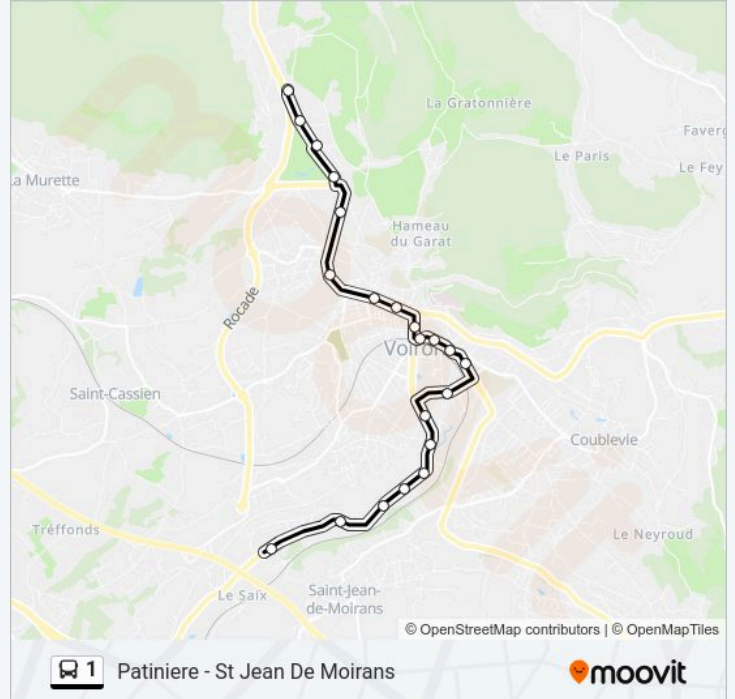 La Gratonnière
Faverg
Le Paris
Le Fey
a Murette
Hameau
du Garat
Rocade
Voiron
Saint-Cassien
Coublevie
Tréffonds
Le Neyroud
Le Saix
Saint-Jean-
de-Moirans
© OpenStreetMap contributors | © OpenMapTiles
1 Patiniere - St Jean De Moirans
moovit